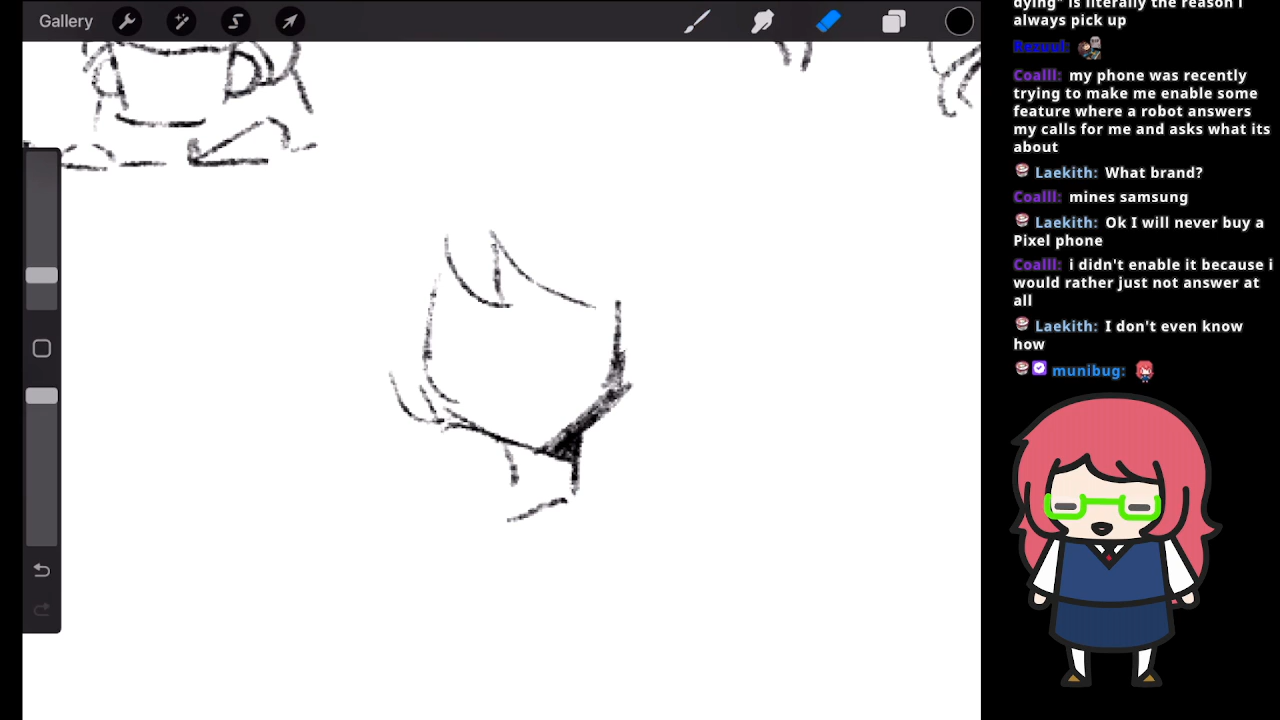 Gallery
dying" is literally the reason i
always pick up
Rezuul:
Coalll: my phone was recently
trying to make me enable some
feature where a robot answers
my calls for me and asks what its
about
Laekith: What brand?
Coalll: mines samsung
Laekith: Ok I will never buy a
Pixel phone
Coalll: i didn't enable it because i
would rather just not answer at
all
Laekith: I don't even know
how
munibug: